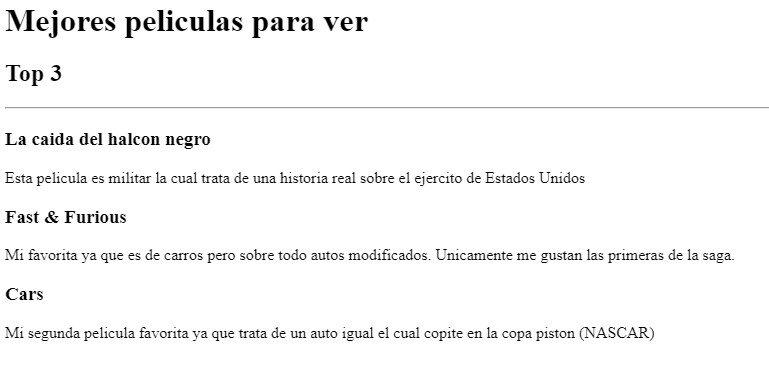 Mejores peliculas para ver
Top 3
La caida del halcon negro
Esta pelicula es militar la cual trata de una historia real sobre el ejercito de Estados Unidos
Fast & Furious
Mi favorita ya que es de carros pero sobre todo autos modificados. Unicamente me gustan las primeras de la saga.
Cars
Mi segunda pelicula favorita ya que trata de un auto igual el cual copite en la copa piston (NASCAR)